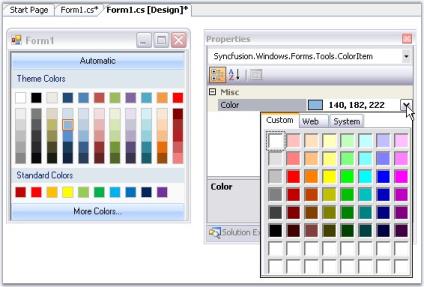 Start Page
Form1.cs*
Form1.cs [Design]*
Form1
Automatic
Theme Colors
Standard Colors
More Colors...
Properties
Syncfusion.Windows.Forms.Tools.ColorItem
Misc
Color 140, 182, 222
Custom Web System
Color
Solution Ex